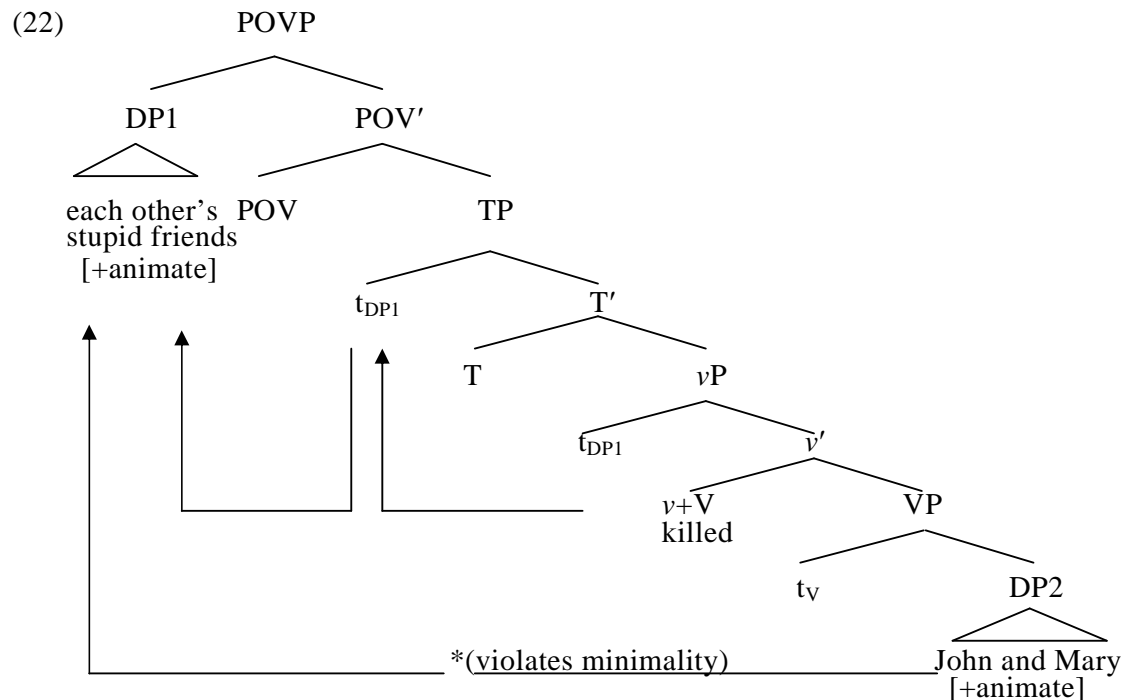 (22) POVP
DP1 POV′
each other's POV TP
stupid friends
[+animate]
t_DP1 T′
T vP
t_DP1 v′
v+V VP
killed
t_V DP2
*(violates minimality) John and Mary
[+animate]